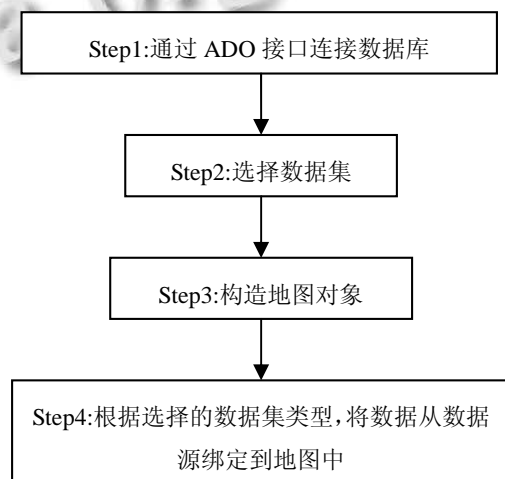 Step1:通过 ADO 接口连接数据库
Step2:选择数据集
Step3:构造地图对象
Step4:根据选择的数据集类型，将数据从数据
源绑定到地图中